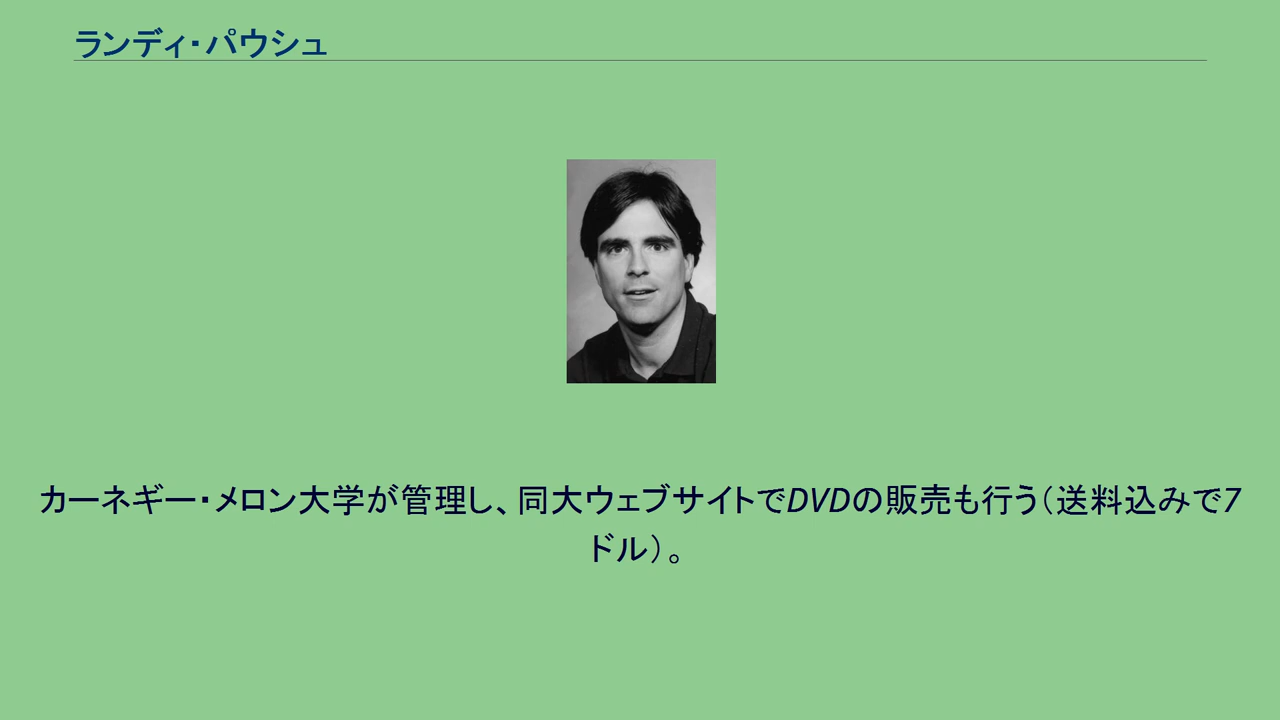 ランディ・パウシュ
カーネギー・メロン大学が管理し、同大ウェブサイトでDVDの販売も行う（送料込みで7
ドル）。